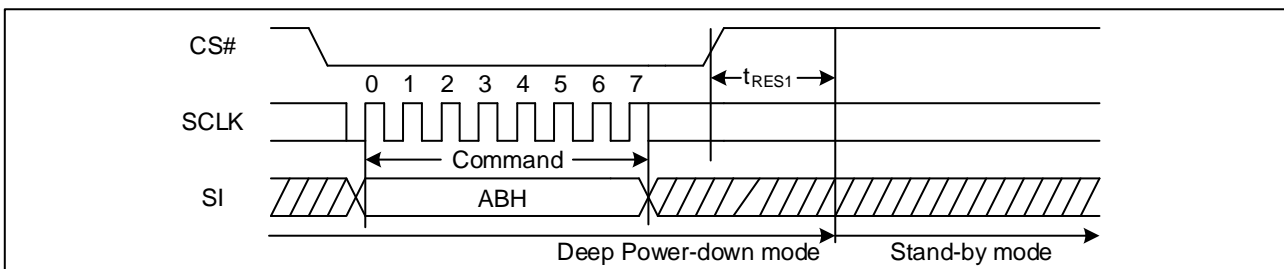 CS#
tRES1
0 1 2 3 4 5 6 7
SCLK
Command
SI
ABH
Deep Power-down mode Stand-by mode